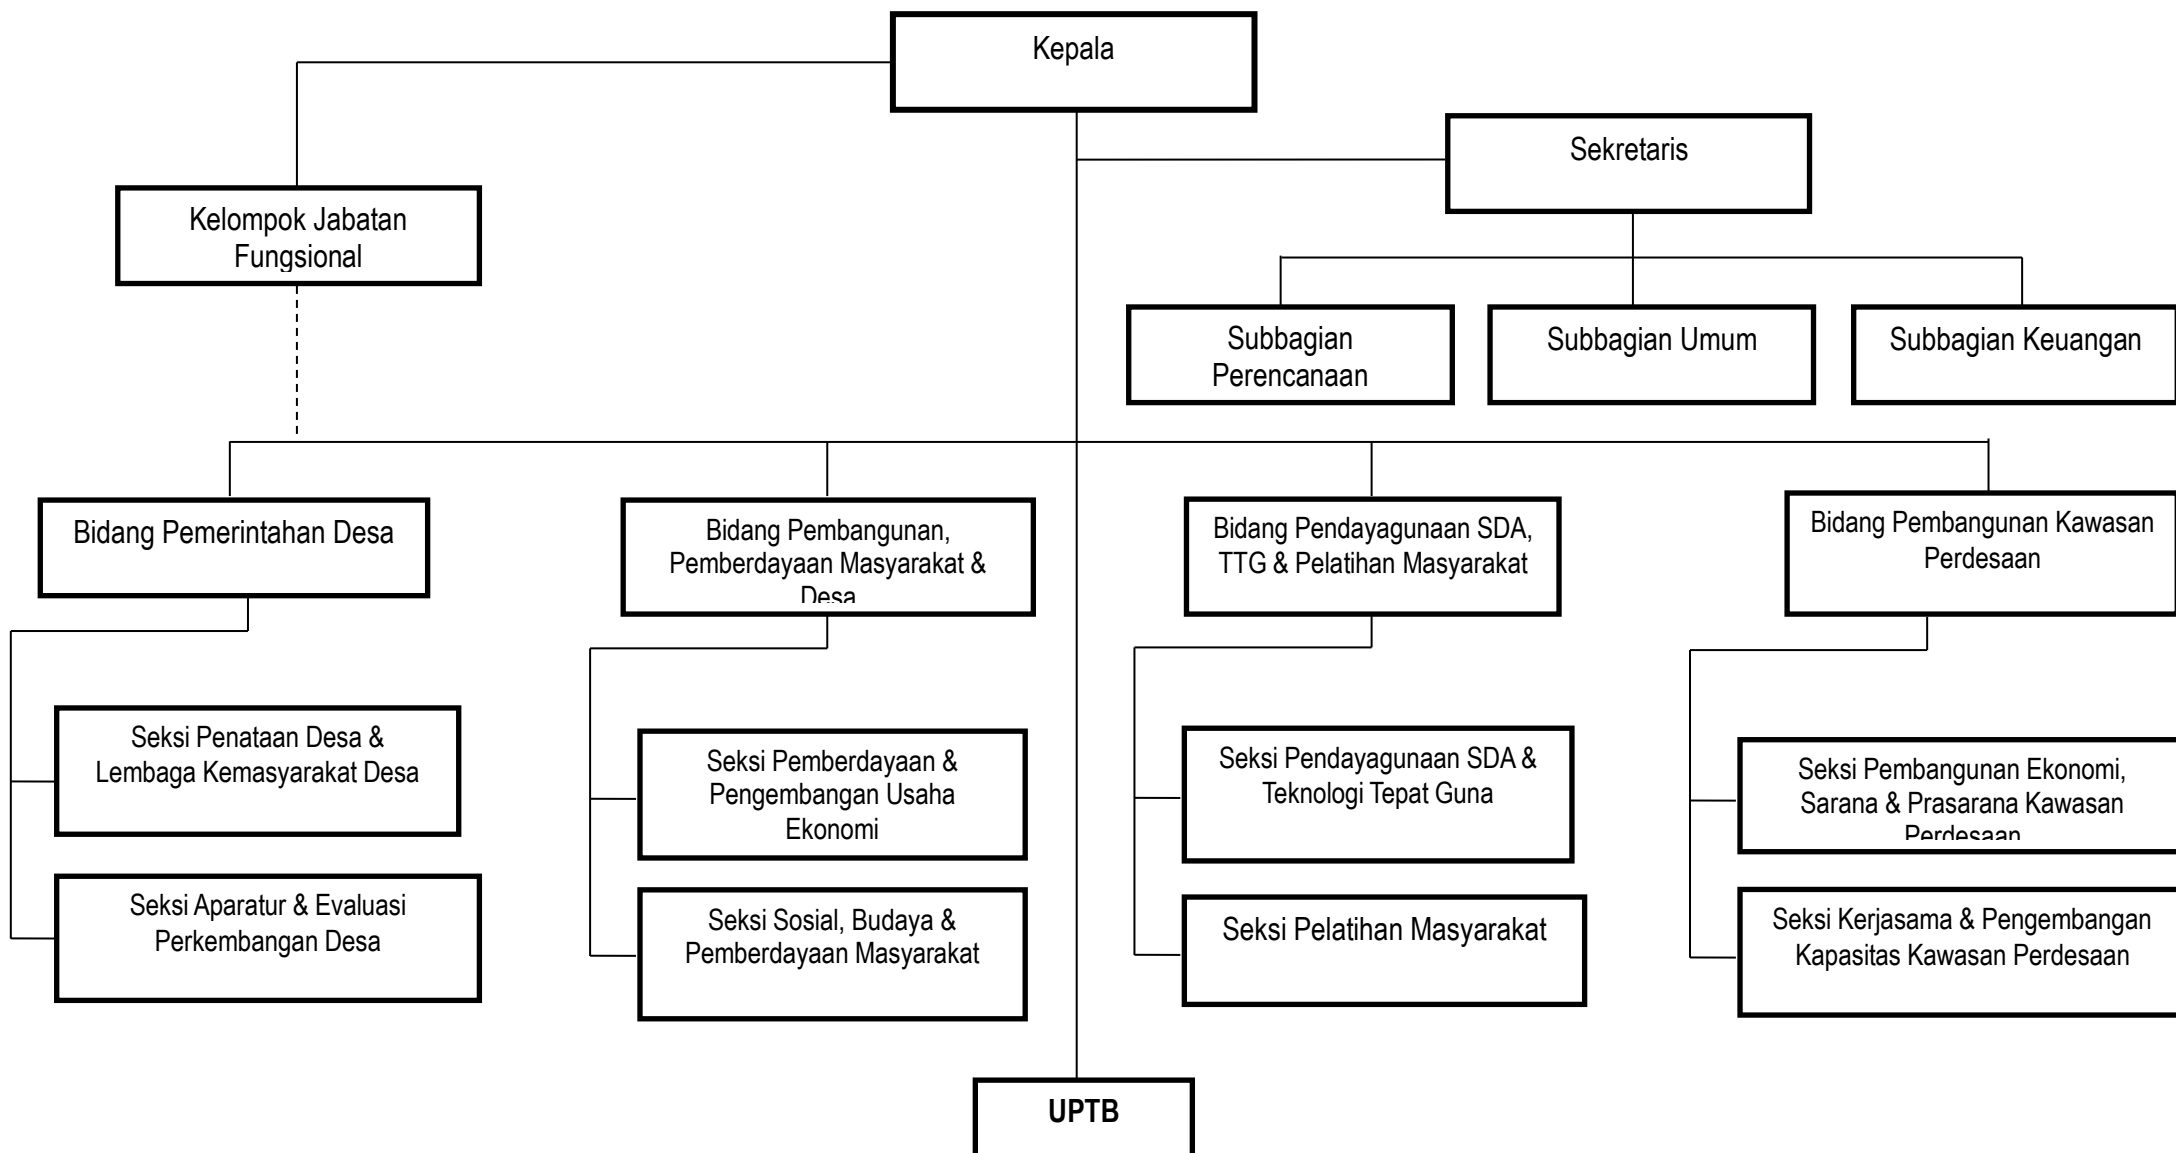 Kepala
Sekretaris
Kelompok Jabatan
Fungsional
Subbagian
Perencanaan
Subbagian Umum
Subbagian Keuangan
Bidang Pemerintahan Desa
Bidang Pembangunan,
Pemberdayaan Masyarakat &
Desa
Bidang Pendayagunaan SDA,
TTG & Pelatihan Masyarakat
Bidang Pembangunan Kawasan
Perdesaan
Seksi Penataan Desa &
Lembaga Kemasyarakat Desa
Seksi Pemberdayaan &
Pengembangan Usaha
Ekonomi
Seksi Pendayagunaan SDA &
Teknologi Tepat Guna
Seksi Pembangunan Ekonomi,
Sarana & Prasarana Kawasan
Perdesaan
Seksi Aparatur & Evaluasi
Perkembangan Desa
Seksi Sosial, Budaya &
Pemberdayaan Masyarakat
Seksi Pelatihan Masyarakat
Seksi Kerjasama & Pengembangan
Kapasitas Kawasan Perdesaan
UPTB